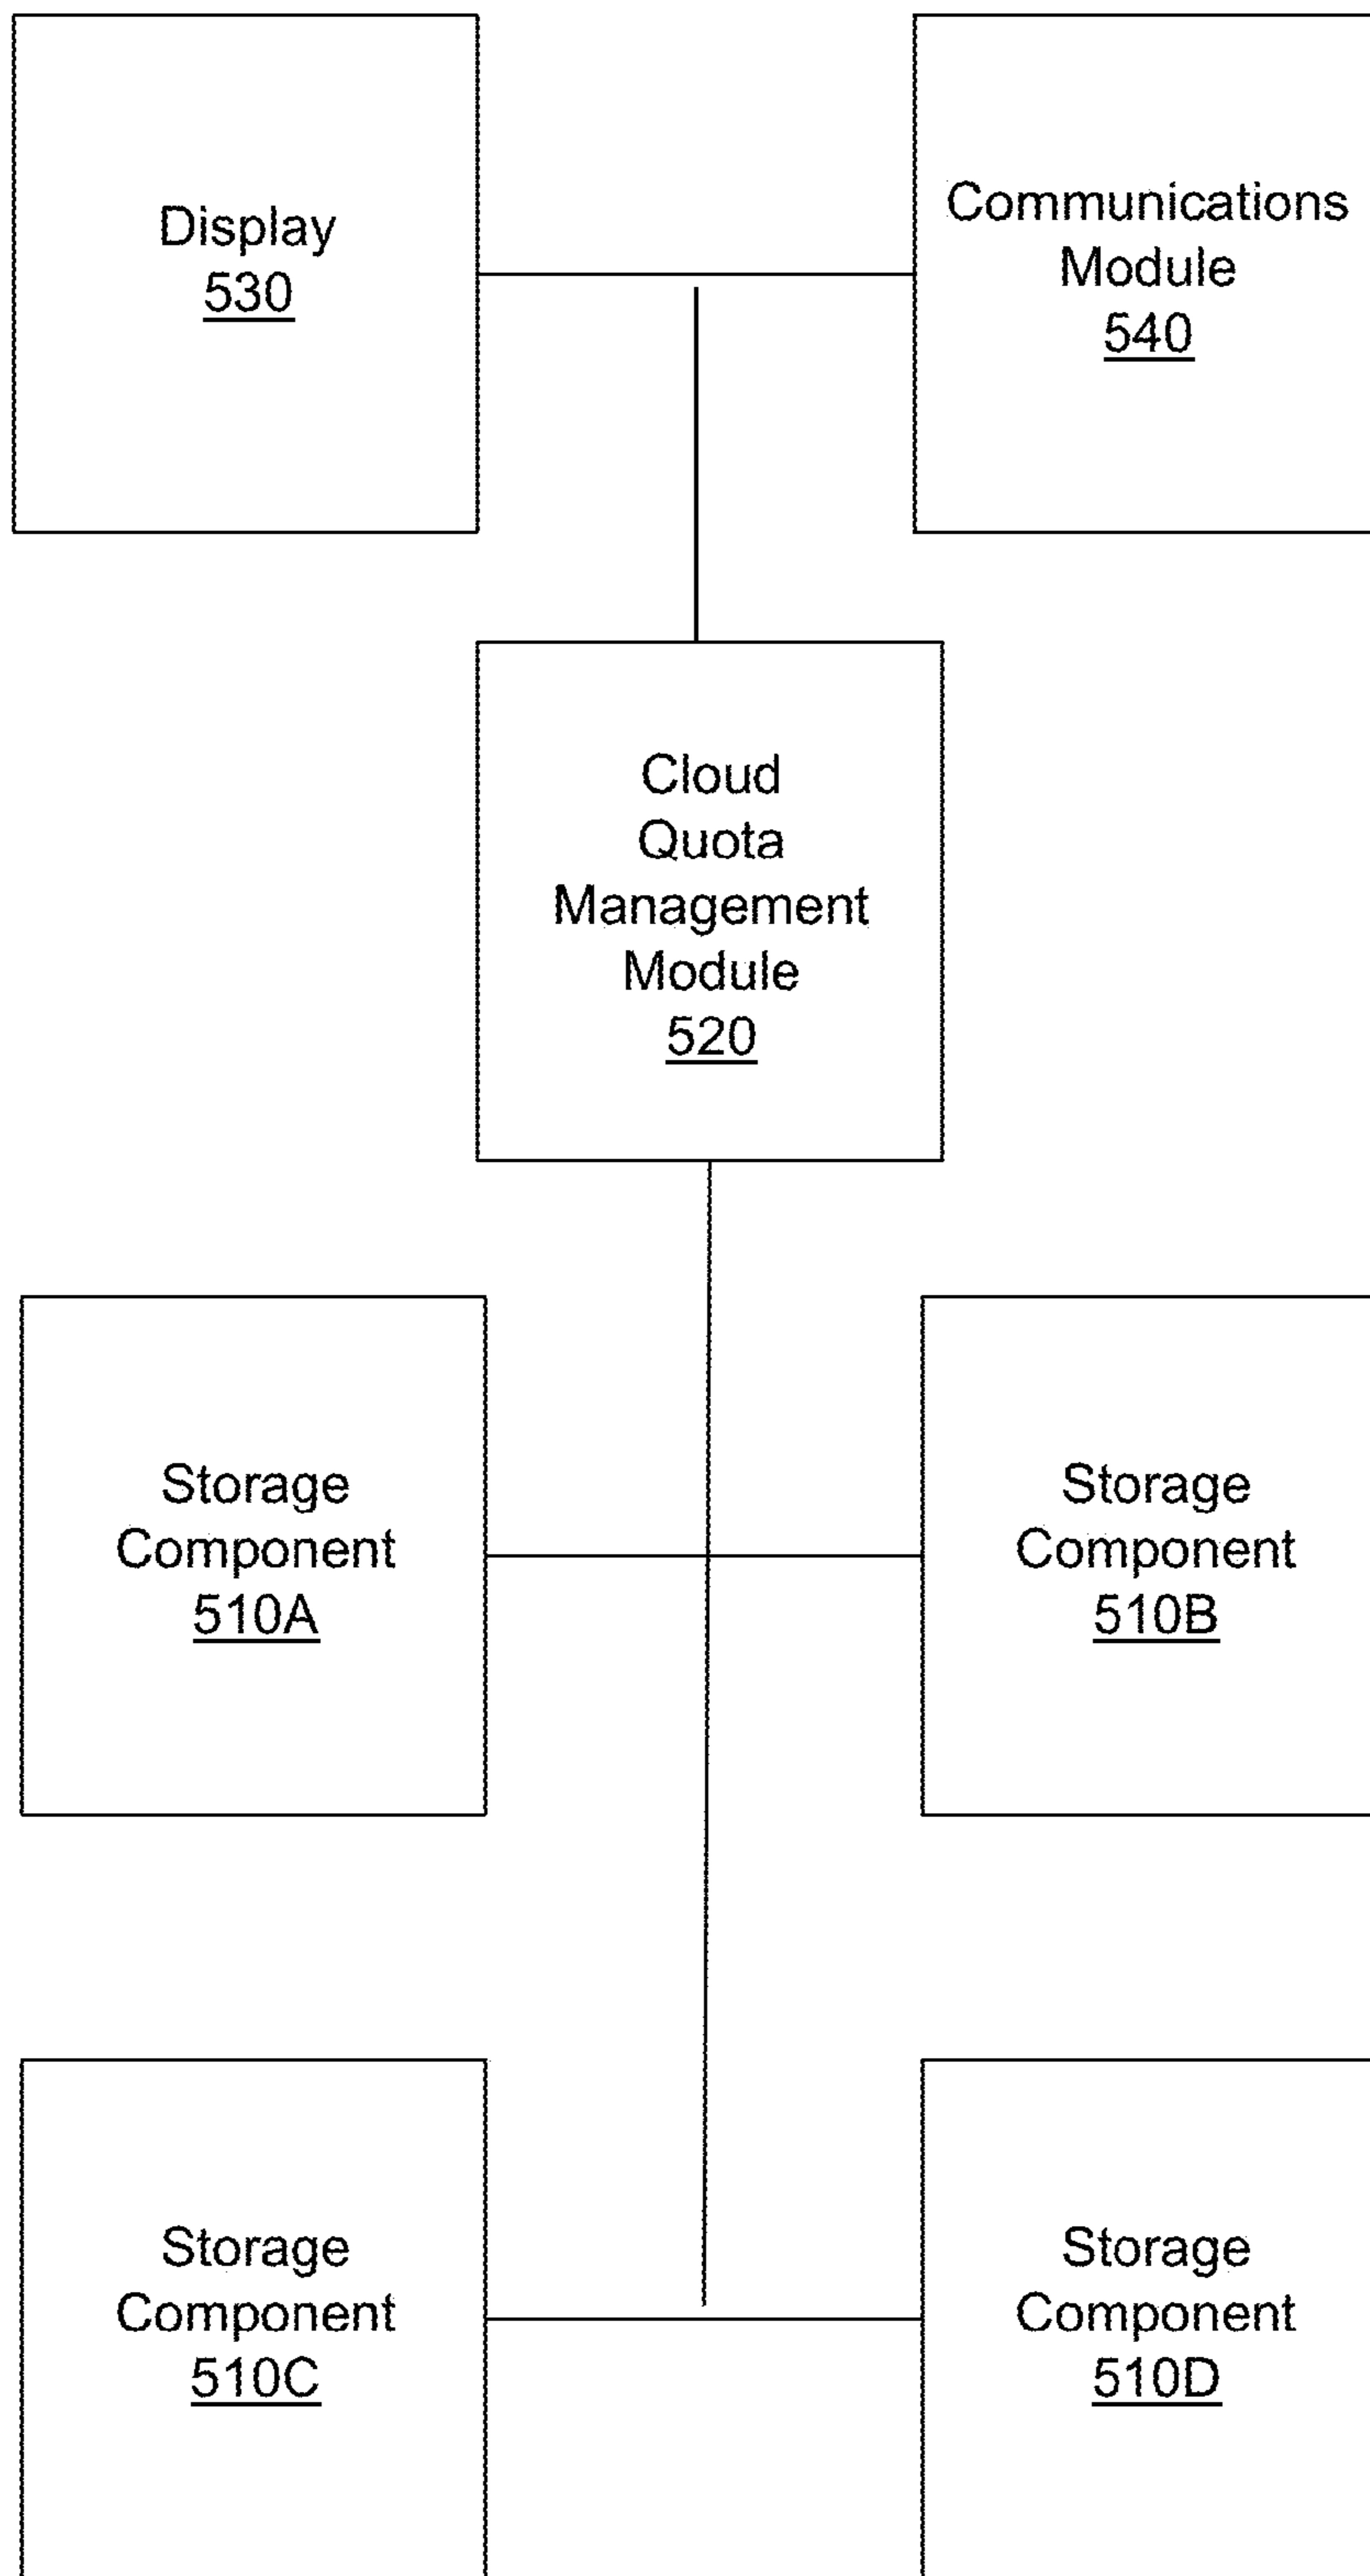 Display
530
Communications
Module
540
Cloud
Quota
Management
Module
520
Storage
Component
510A
Storage
Component
510B
Storage
Component
510C
Storage
Component
510D